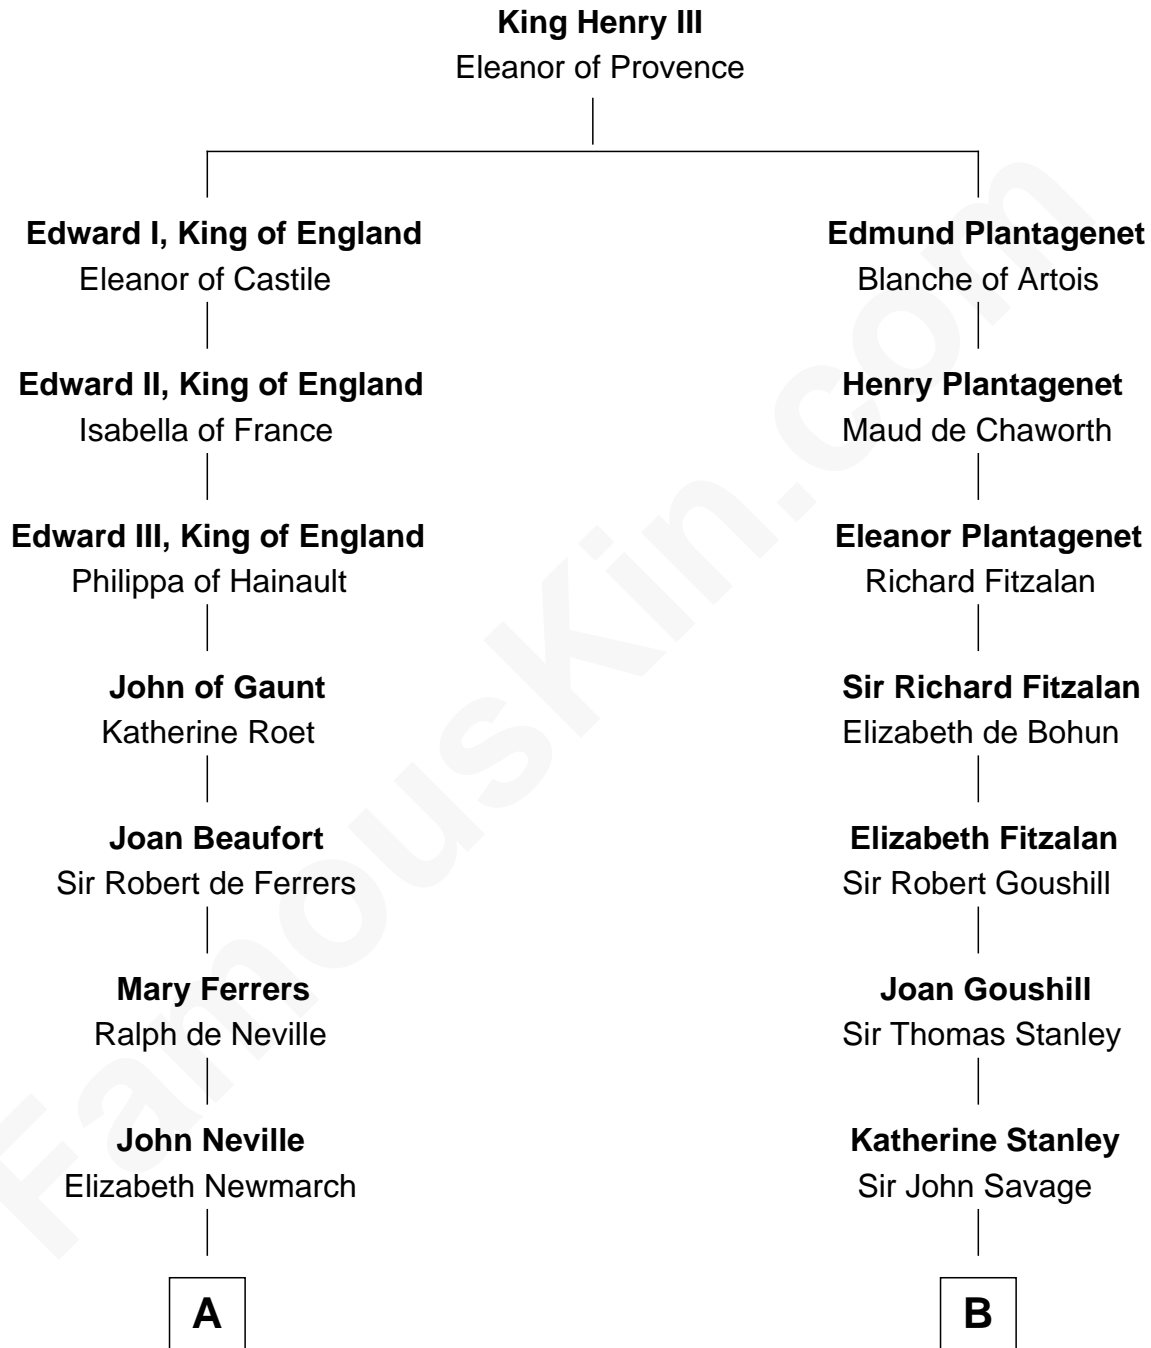 King Henry III
Eleanor of Provence
Edward I, King of England
Eleanor of Castile
Edward II, King of England
Isabella of France
Edward III, King of England
Philippa of Hainault
John of Gaunt
Katherine Roet
Joan Beaufort
Sir Robert de Ferrers
Mary Ferrers
Ralph de Neville
John Neville
Elizabeth Newmarch
A
Edmund Plantagenet
Blanche of Artois
Henry Plantagenet
Maud de Chaworth
Eleanor Plantagenet
Richard Fitzalan
Sir Richard Fitzalan
Elizabeth de Bohun
Elizabeth Fitzalan
Sir Robert Goushill
Joan Goushill
Sir Thomas Stanley
Katherine Stanley
Sir John Savage
B
FamousKin.com